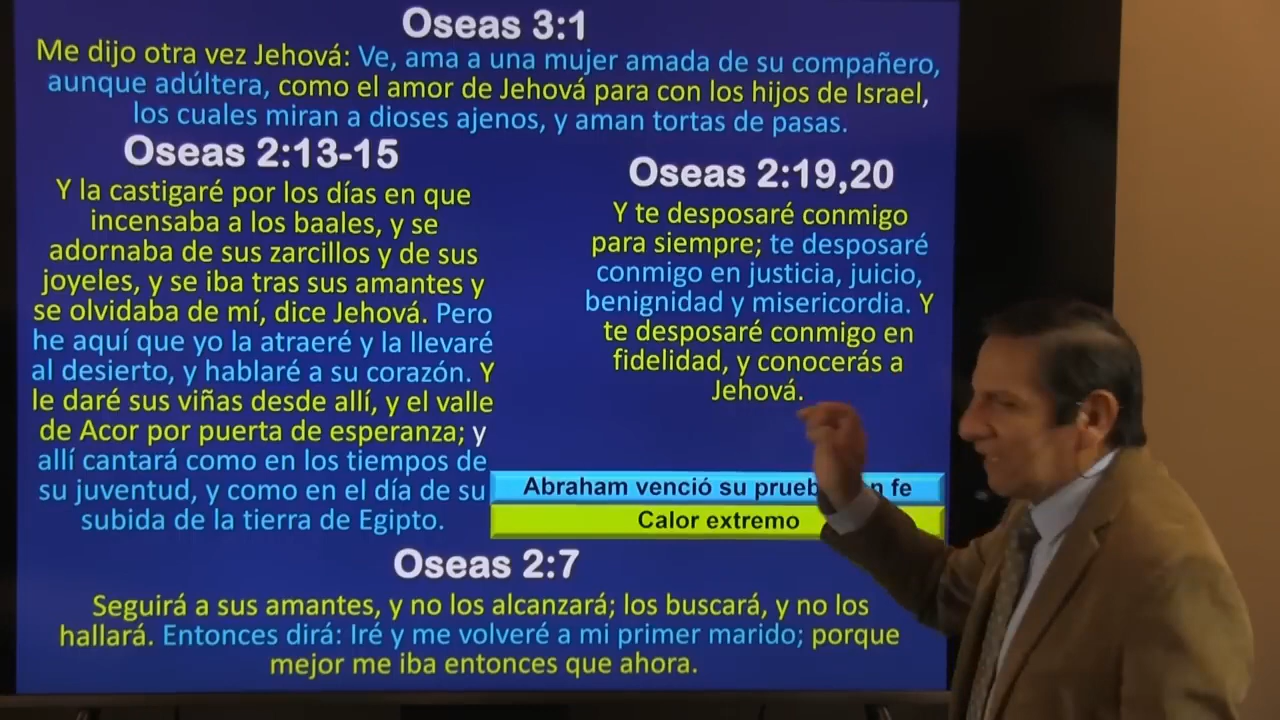 Oseas 3:1
Me dijo otra vez Jehová: Ve, ama a una mujer amada de su compañero,
aunque adúltera, como el amor de Jehová para con los hijos de Israel,
los cuales miran a dioses ajenos, y aman tortas de pasas.
Oseas 2:13-15
Y la castigaré por los días en que
incensaba a los baales, y se
adornaba de sus zarcillos y de sus
joyeles, y se iba tras sus amantes y
se olvidaba de mí, dice Jehová. Pero
he aquí que yo la atraeré y la llevaré
al desierto, y hablaré a su corazón. Y
le daré sus viñas desde allí, y el valle
de Acor por puerta de esperanza; y
allí cantará como en los tiempos de
su juventud, y como en el día de su
subida de la tierra de Egipto.
Oseas 2:19,20
Y te desposaré conmigo
para siempre; te desposaré
conmigo en justicia, juicio,
benignidad y misericordia. Y
te desposaré conmigo en
fidelidad, y conocerás a
Jehová.
Abraham venció su fe
Calor extremo
Oseas 2:7
Seguirá a sus amantes, y no los alcanzará; los buscará, y no los
hallará. Entonces dirá: Iré y me volveré a mi primer marido; porque
mejor me iba entonces que ahora.